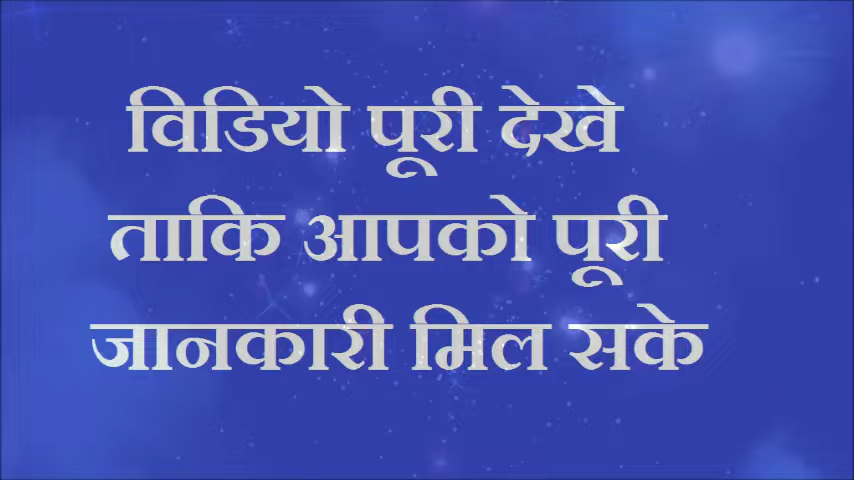 विडियो पूरी देखे
ताकि आपको पूरी
जानकारी मिल सके